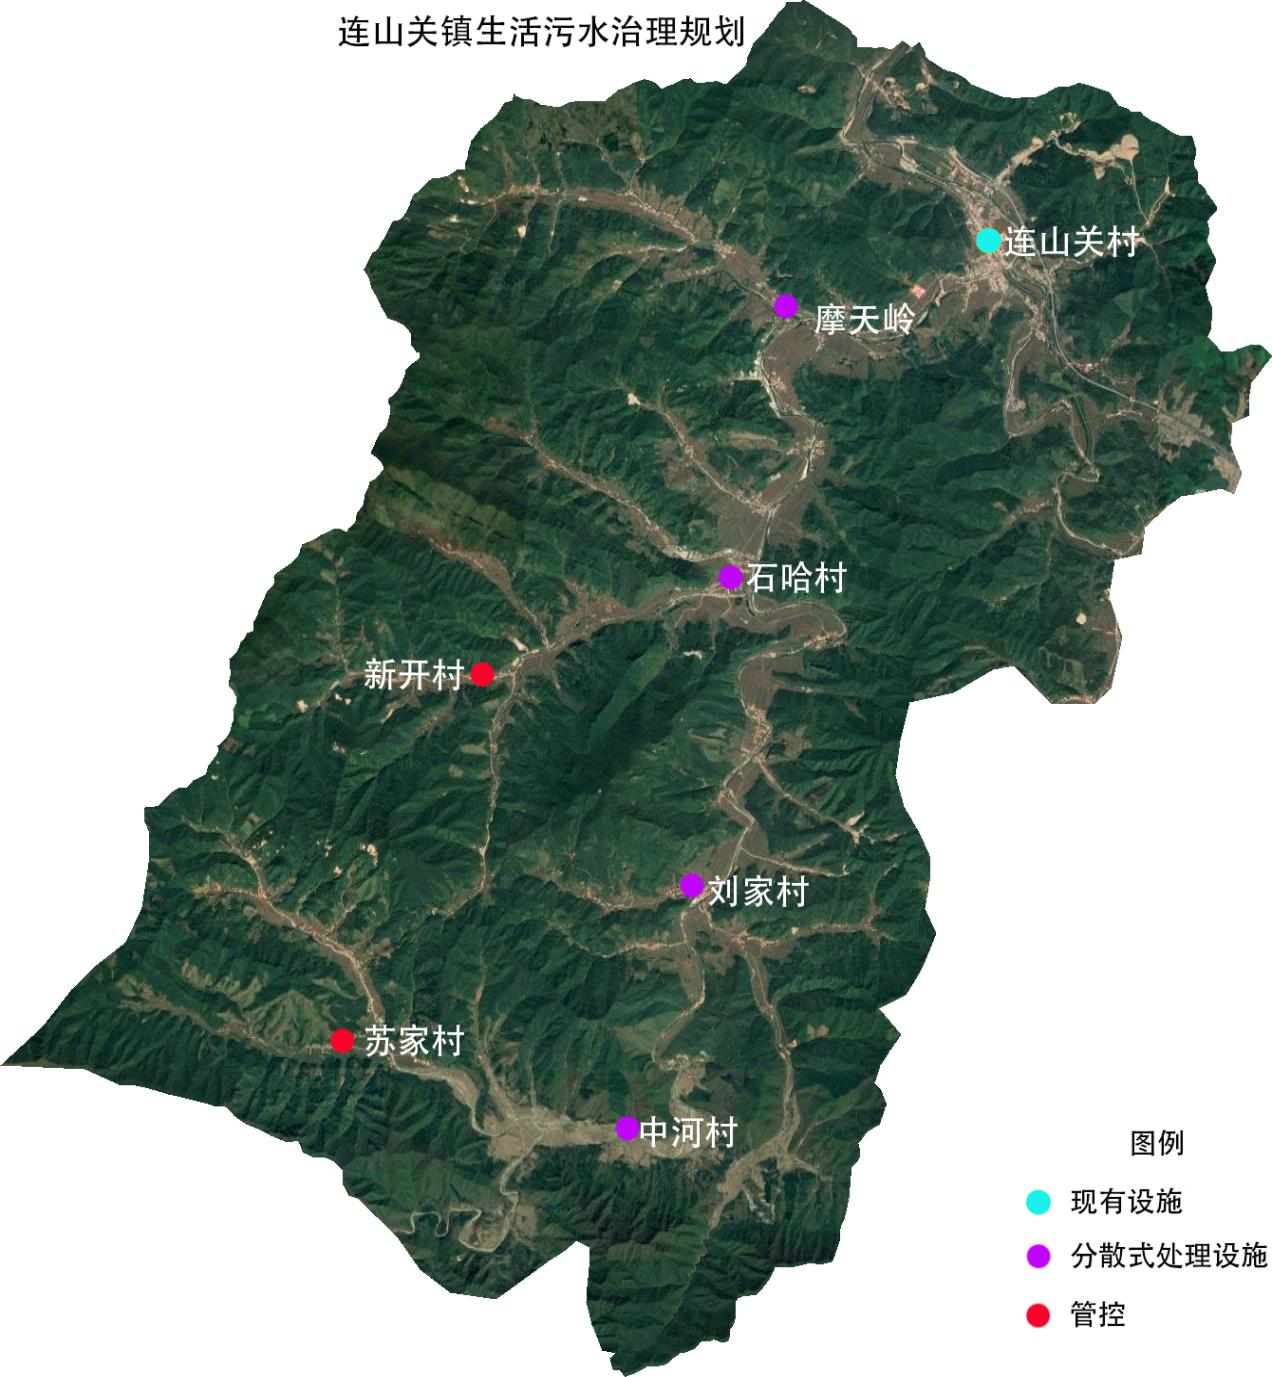 连山关镇生活污水治理规划
连山关村
摩天岭
石哈村
新开村
刘家村
苏家村
中河村
图例
现有设施
分散式处理设施
管控